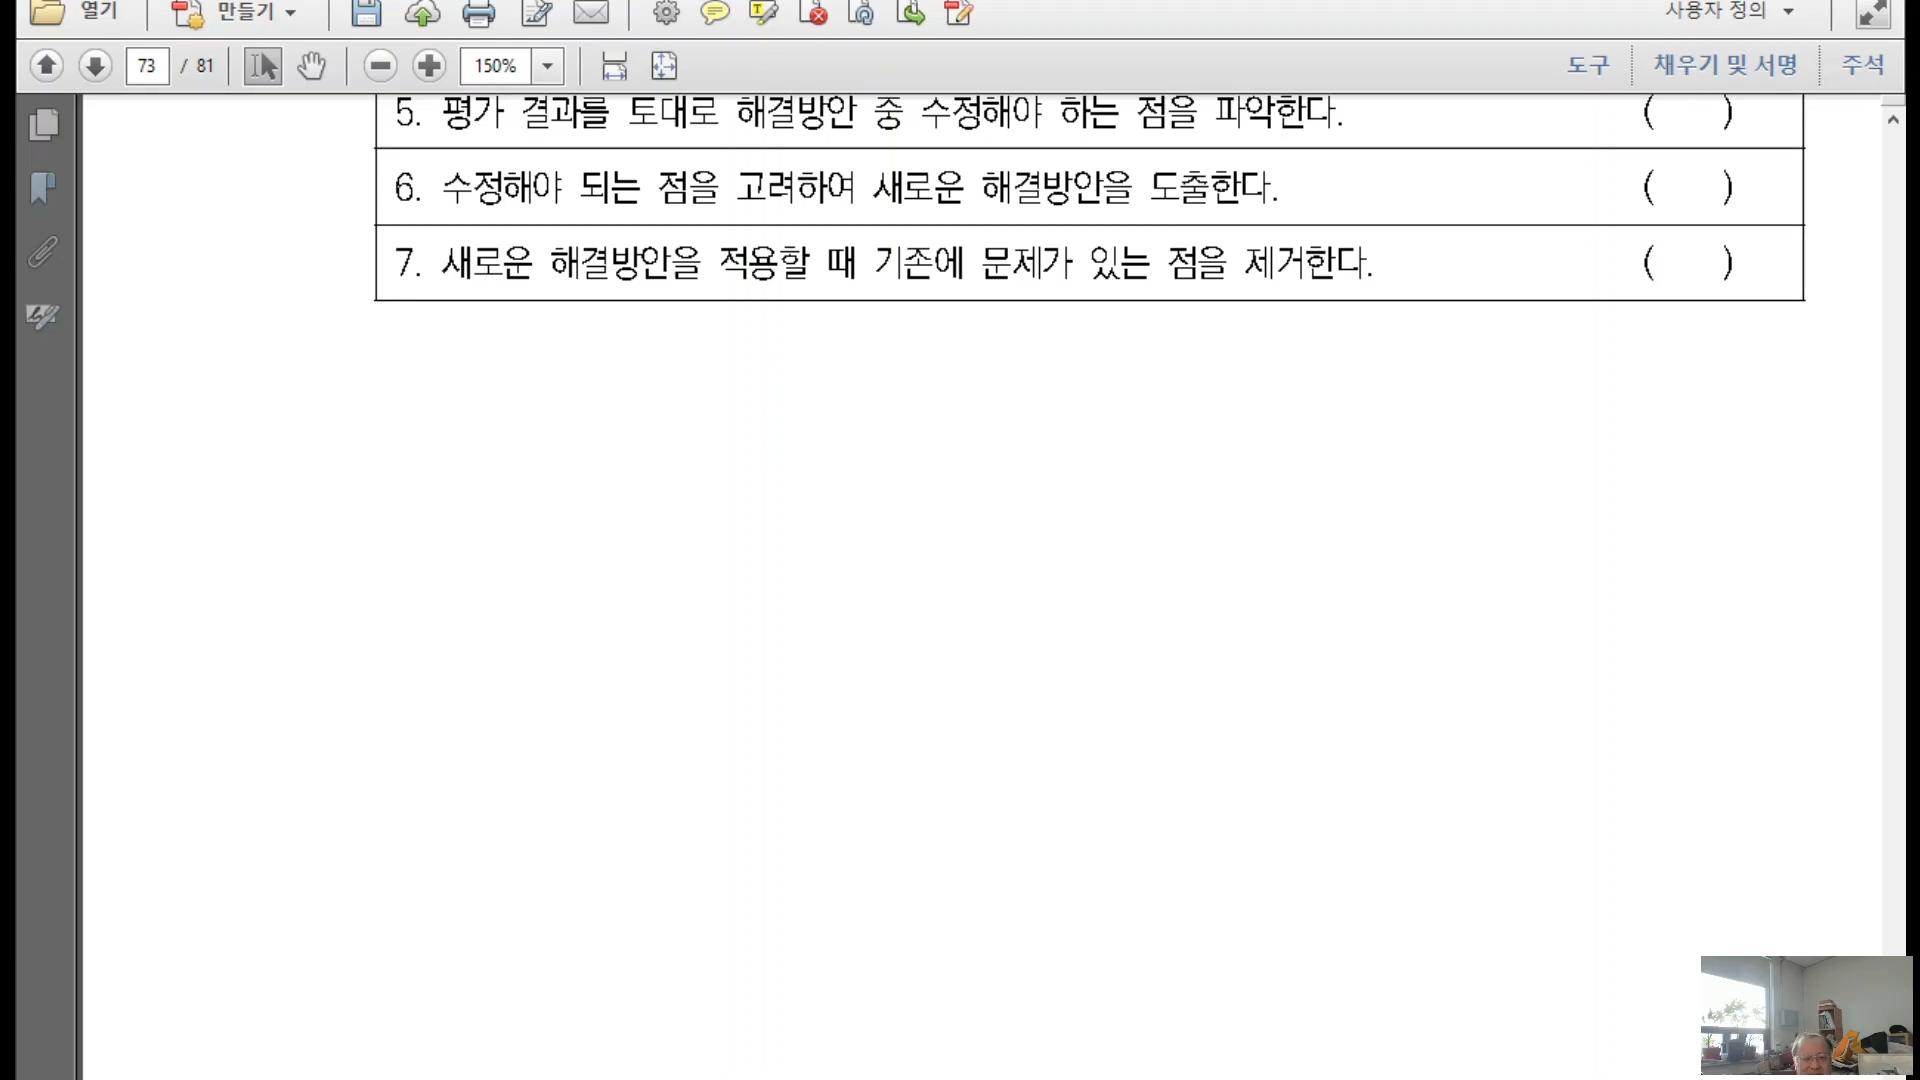 열기 만들기 사용자 정의
73 / 81 150% 도구 채우기 및 서명 주석
5. 평가 결과를 토대로 해결방안 중 수정해야 하는 점을 파악한다. ( )
6. 수정해야 되는 점을 고려하여 새로운 해결방안을 도출한다. ( )
7. 새로운 해결방안을 적용할 때 기존에 문제가 있는 점을 제거한다. ( )